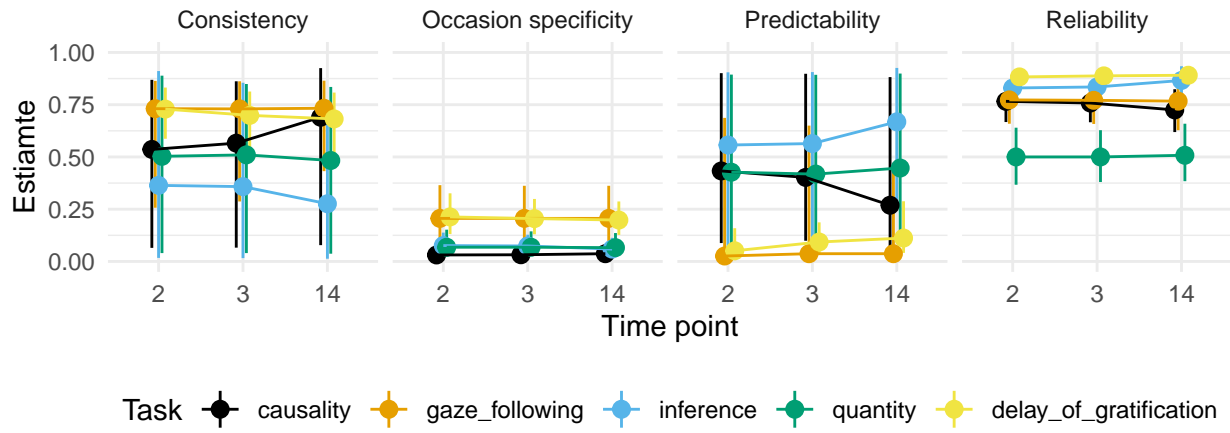 Consistency Occasion specificity Predictability Reliability
1.00
0.75
0.50
0.25
0.00
Estiamte
2 3 14 2 3 14 2 3 14 2 3 14
Time point
Task causality gaze_following inference quantity delay_of_gratification